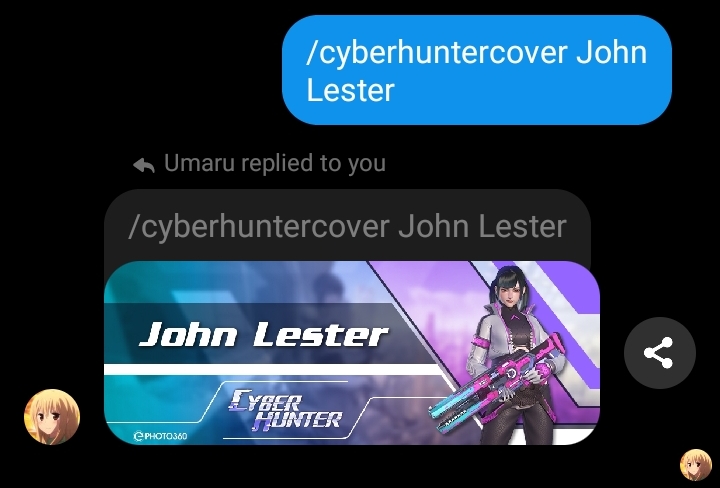 /cyberhuntercover John
Lester
Umaru replied to you
/cyberhuntercover John Lester
John Lester
CYBER
HUNTER
PHOTO360